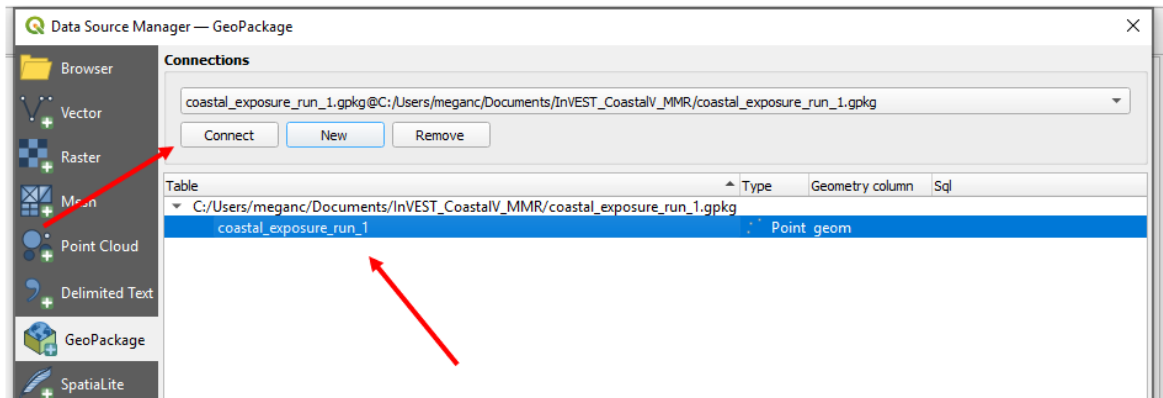 Data Source Manager — GeoPackage
Browser
Vector
Raster
Mesh
Point Cloud
Delimited Text
GeoPackage
SpatiaLite
Connections
coastal_exposure_run_1.gpkg@C:/Users/meganc/Documents/InVEST_CoastalV_MMR/coastal_exposure_run_1.gpkg
Connect New Remove
Table Type Geometry column Sql
C:/Users/meganc/Documents/InVEST_CoastalV_MMR/coastal_exposure_run_1.gpkg
coastal_exposure_run_1 Point geom